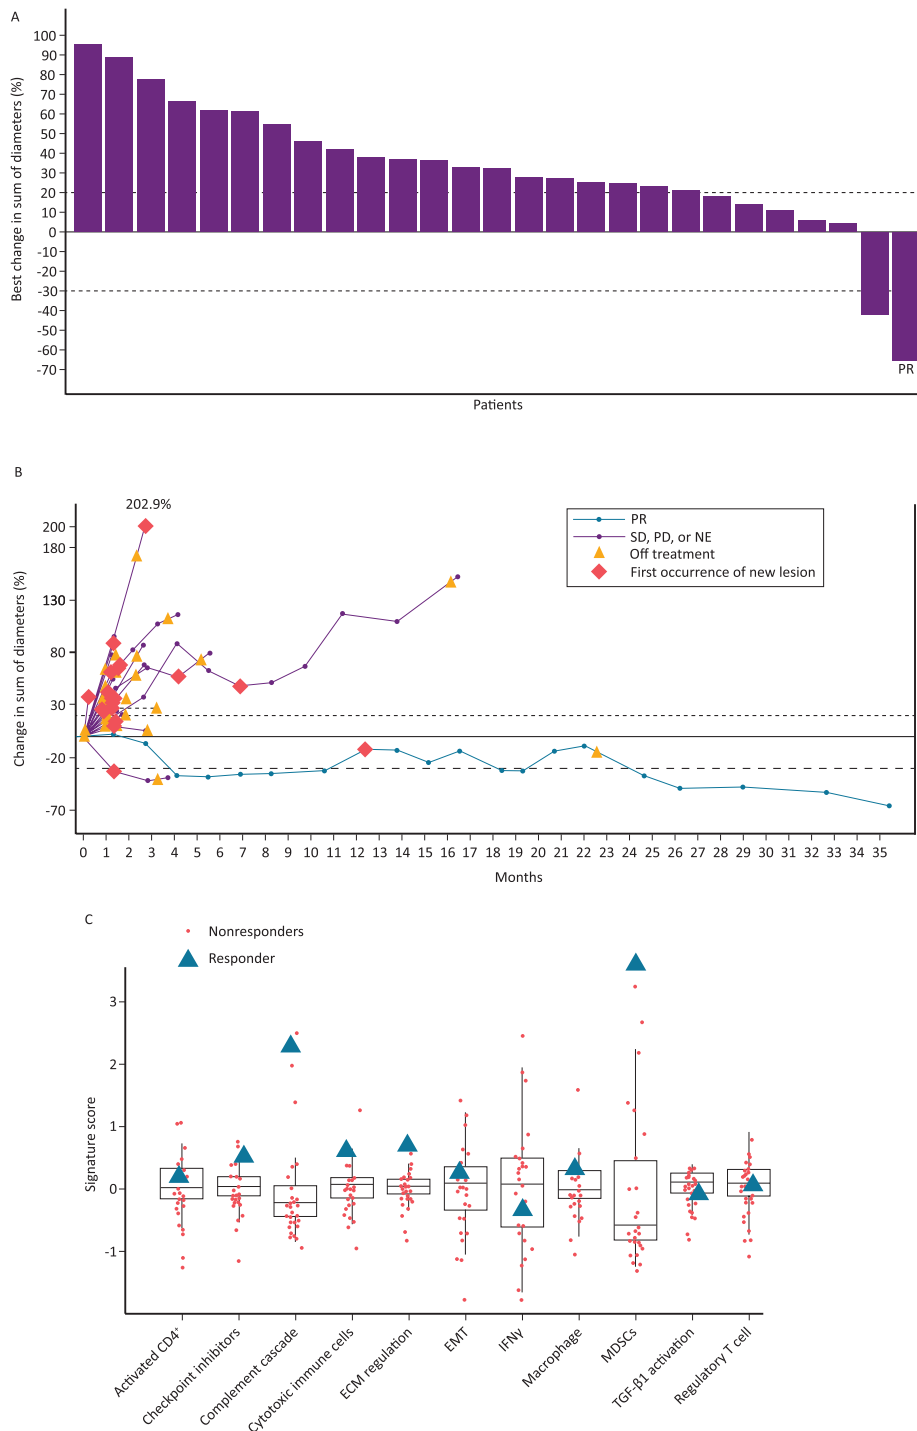 A
Best change in sum of diameters (%)
100
90
80
70
60
50
40
30
20
10
0
-10
-20
-30
-40
-50
-60
-70
PR
Patients
B
202.9%
Change in sum of diameters (%)
200
180
130
80
30
-20
-70
PR
SD, PD, or NE
Off treatment
First occurrence of new lesion
0 1 2 3 4 5 6 7 8 9 10 11 12 13 14 15 16 17 18 19 20 21 22 23 24 25 26 27 28 29 30 31 32 33 34 35
Months
C
Nonresponders
Responder
Signature score
3
2
1
0
-1
Activated CD4⁺
Checkpoint inhibitors
Complement cascade
Cytotoxic immune cells
ECM regulation
EMT
IFNγ
Macrophage
MDSCs
TGF-β1 activation
Regulatory T cell